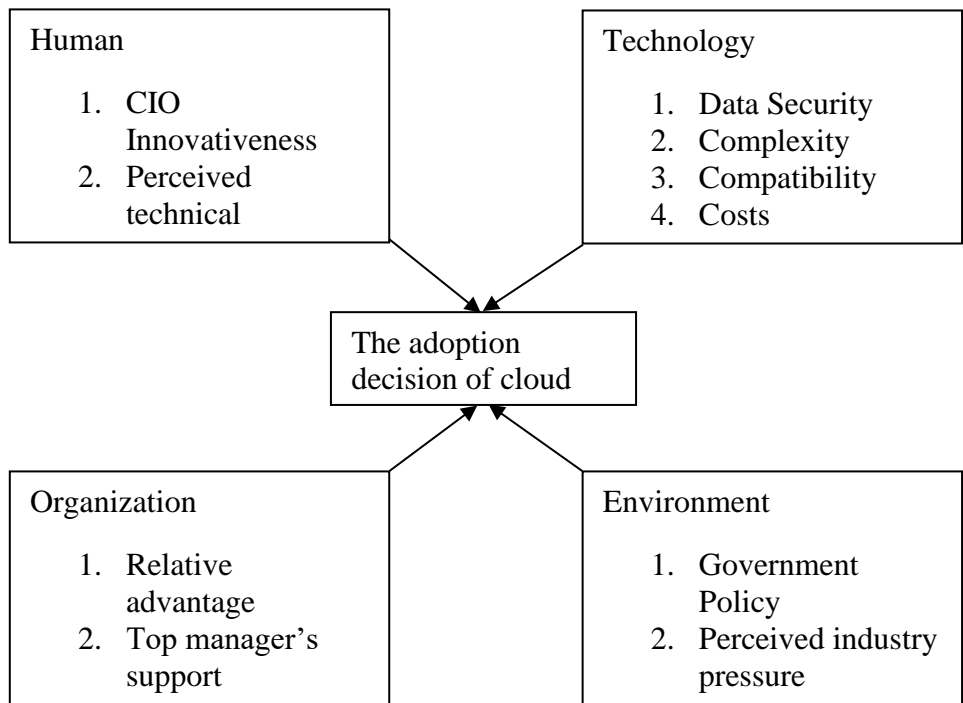 Human
1. CIO
Innovativeness
2. Perceived
technical
Technology
1. Data Security
2. Complexity
3. Compatibility
4. Costs
The adoption
decision of cloud
Organization
1. Relative
advantage
2. Top manager’s
support
Environment
1. Government
Policy
2. Perceived industry
pressure